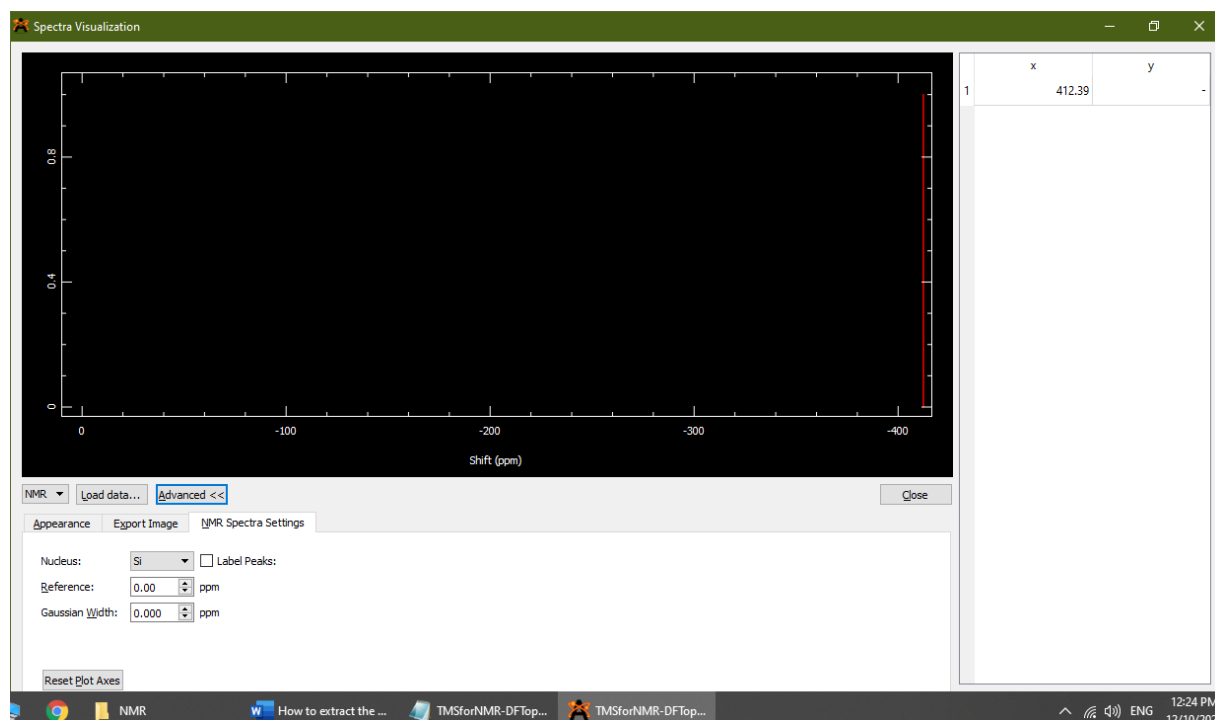 Spectra Visualization
x y
1 412.39 -
0.8
0.4
0
0 -100 -200 -300 -400
Shift (ppm)
NMR Load data... Advanced << Close
Appearance Export Image NMR Spectra Settings
Nucleus: Si Label Peaks:
Reference: 0.00 ppm
Gaussian Width: 0.000 ppm
Reset Plot Axes
NMR How to extract the ... TMSforNMR-DFTop... TMSforNMR-DFTop... ENG 12:24 PM